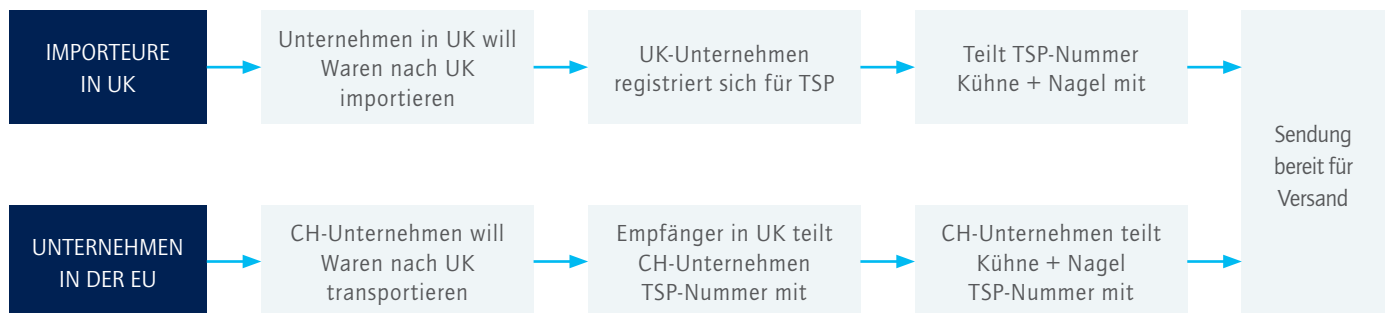 IMPORTEURE
IN UK
Unternehmen in UK will
Waren nach UK
importieren
UK-Unternehmen
registriert sich für TSP
Teilt TSP-Nummer
Kühne + Nagel mit
Sendung
bereit für
Versand
UNTERNEHMEN
IN DER EU
CH-Unternehmen will
Waren nach UK
transportieren
Empfänger in UK teilt
CH-Unternehmen
TSP-Nummer mit
CH-Unternehmen teilt
Kühne + Nagel
TSP-Nummer mit